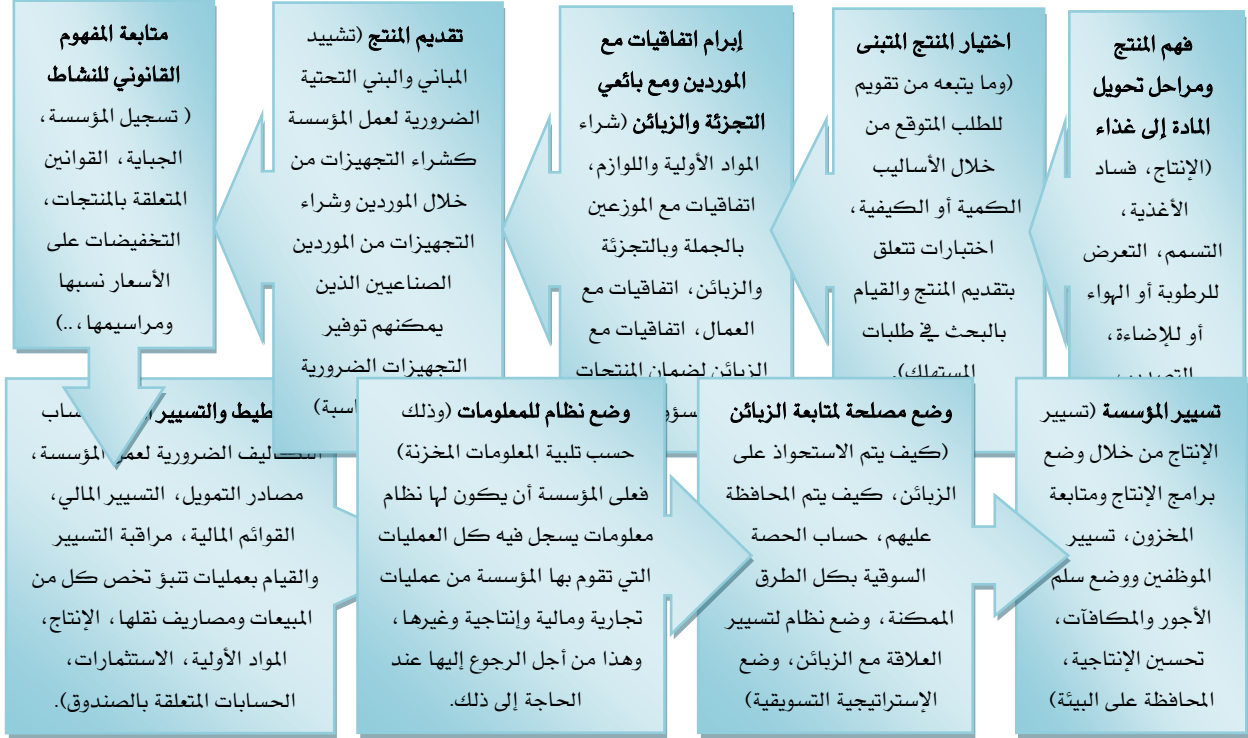 فهم المنتج
ومراحل تحويل
المادة إلى غذاء
(الإنتاج، فساد
الأغذية،
التسمم، التعرض
للرطوبة أو الهواء
أو للإضاءة،
اختيار المنتج المتبنى
(وما يتبعه من تقويم
للطلب المتوقع من
خلال الأساليب
الكمية أو الكيفية،
اختبارات تتعلق
بتقديم المنتج والقيام
بالبحث في طلبات
المستهلك).
إبرام اتفاقيات مع
الموردين ومع بائعي
التجزئة والزبائن (شراء
المواد الأولية واللوازم،
اتفاقيات مع الموزعين
بالجملة وبالتجزئة
والزبائن، اتفاقيات مع
العمال، اتفاقيات مع
الزبائن لضمان المنتجات
تقديم المنتج (تشييد
المباني والبني التحتية
الضرورية لعمل المؤسسة
كشراء التجهيزات من
خلال الموردين وشراء
التجهيزات من الموردين
الصناعيين الذين
يمكنهم توفير
التجهيزات الضرورية
متابعة المفهوم
القانوني للنشاط
( تسجيل المؤسسة،
الجباية، القوانين
المتعلقة بالمنتجات،
التخفيضات على
الأسعار نسبها
ومراسيمها،..)
والتسيير
الضرورية المؤسسة،
مصادر التمويل، التسيير المالي،
القوائم المالية، مراقبة التسيير
والقيام بعمليات تنبؤ تخص كل من
المبيعات ومصاريف نقلها، الإنتاج،
المواد الأولية، الاستثمارات،
الحسابات المتعلقة بالصندوق).
وضع نظام للمعلومات (وذلك
حسب تلبية المعلومات المخزنة)
فعلى المؤسسة أن يكون لها نظام
معلومات يسجل فيه كل العمليات
التي تقوم بها المؤسسة من عمليات
تجارية ومالية وإنتاجية وغيرها،
وهذا من أجل الرجوع إليها عند
الحاجة إلى ذلك.
وضع مصلحة لمتابعة الزبائن
(كيف يتم الاستحواذ على
الزبائن، كيف يتم المحافظة
عليهم، حساب الحصة
السوقية بكل الطرق
الممكنة، وضع نظام لتسيير
العلاقة مع الزبائن، وضع
الإستراتيجية التسويقية)
تسيير المؤسسة (تسيير
الإنتاج من خلال وضع
برامج الإنتاج ومتابعة
المخزون، تسيير
الموظفين ووضع سلم
الأجور والمكافآت،
تحسين الإنتاجية،
المحافظة على البيئة)